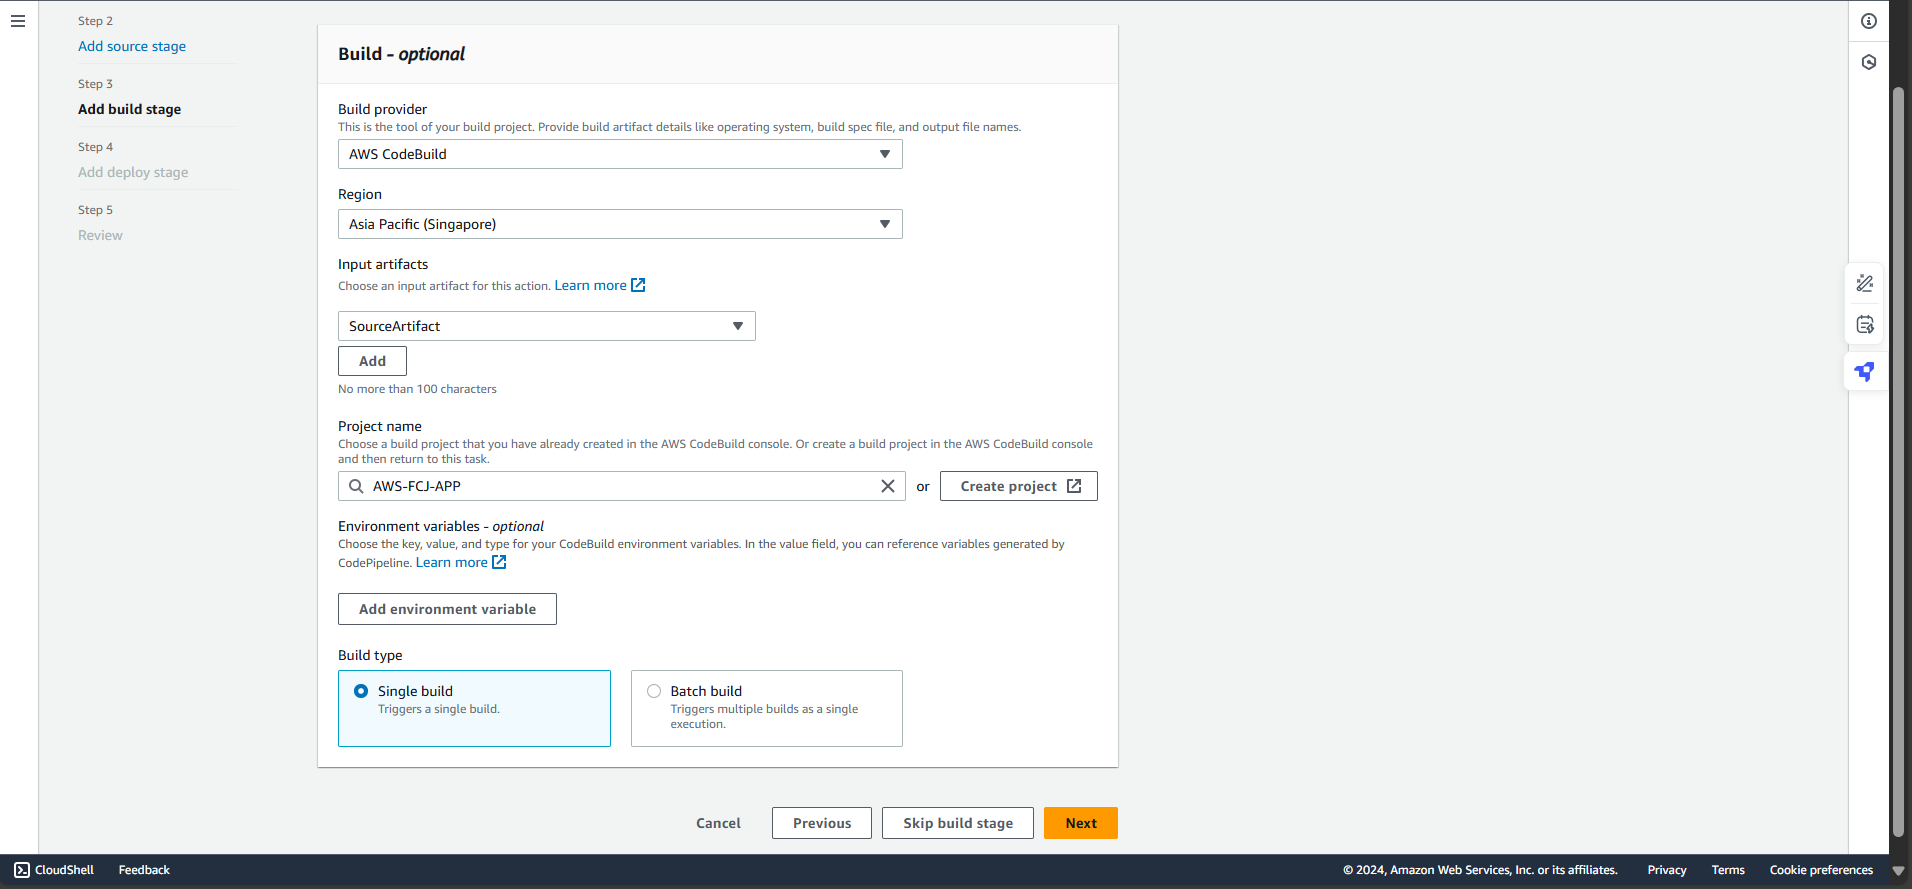 Step 2
Add source stage
Step 3
Add build stage
Step 4
Add deploy stage
Step 5
Review
Build - optional
Build provider
This is the tool of your build project. Provide build artifact details like operating system, build spec file, and output file names.
AWS CodeBuild
Region
Asia Pacific (Singapore)
Input artifacts
Choose an input artifact for this action. Learn more
SourceArtifact
Add
No more than 100 characters
Project name
Choose a build project that you have already created in the AWS CodeBuild console. Or create a build project in the AWS CodeBuild console
and then return to this task.
AWS-FCJ-APP
or
Create project
Environment variables - optional
Choose the key, value, and type for your CodeBuild environment variables. In the value field, you can reference variables generated by
CodePipeline. Learn more
Add environment variable
Build type
Single build
Triggers a single build.
Batch build
Triggers multiple builds as a single
execution.
Cancel
Previous
Skip build stage
Next
CloudShell
Feedback
© 2024, Amazon Web Services, Inc. or its affiliates.
Privacy
Terms
Cookie preferences